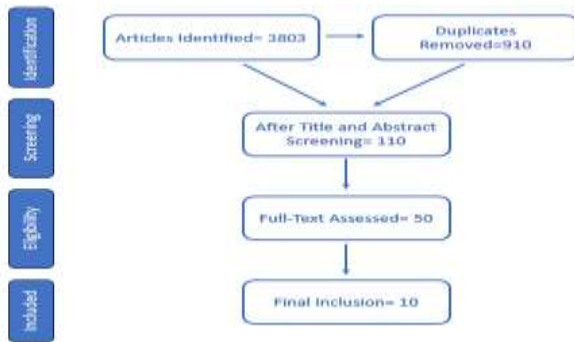 Identification
Articles Identified= 3803
Duplicates
Removed=910
Screening
After Title and Abstract
Screening= 110
Eligibility
Full-Text Assessed= 50
Included
Final Inclusion= 10